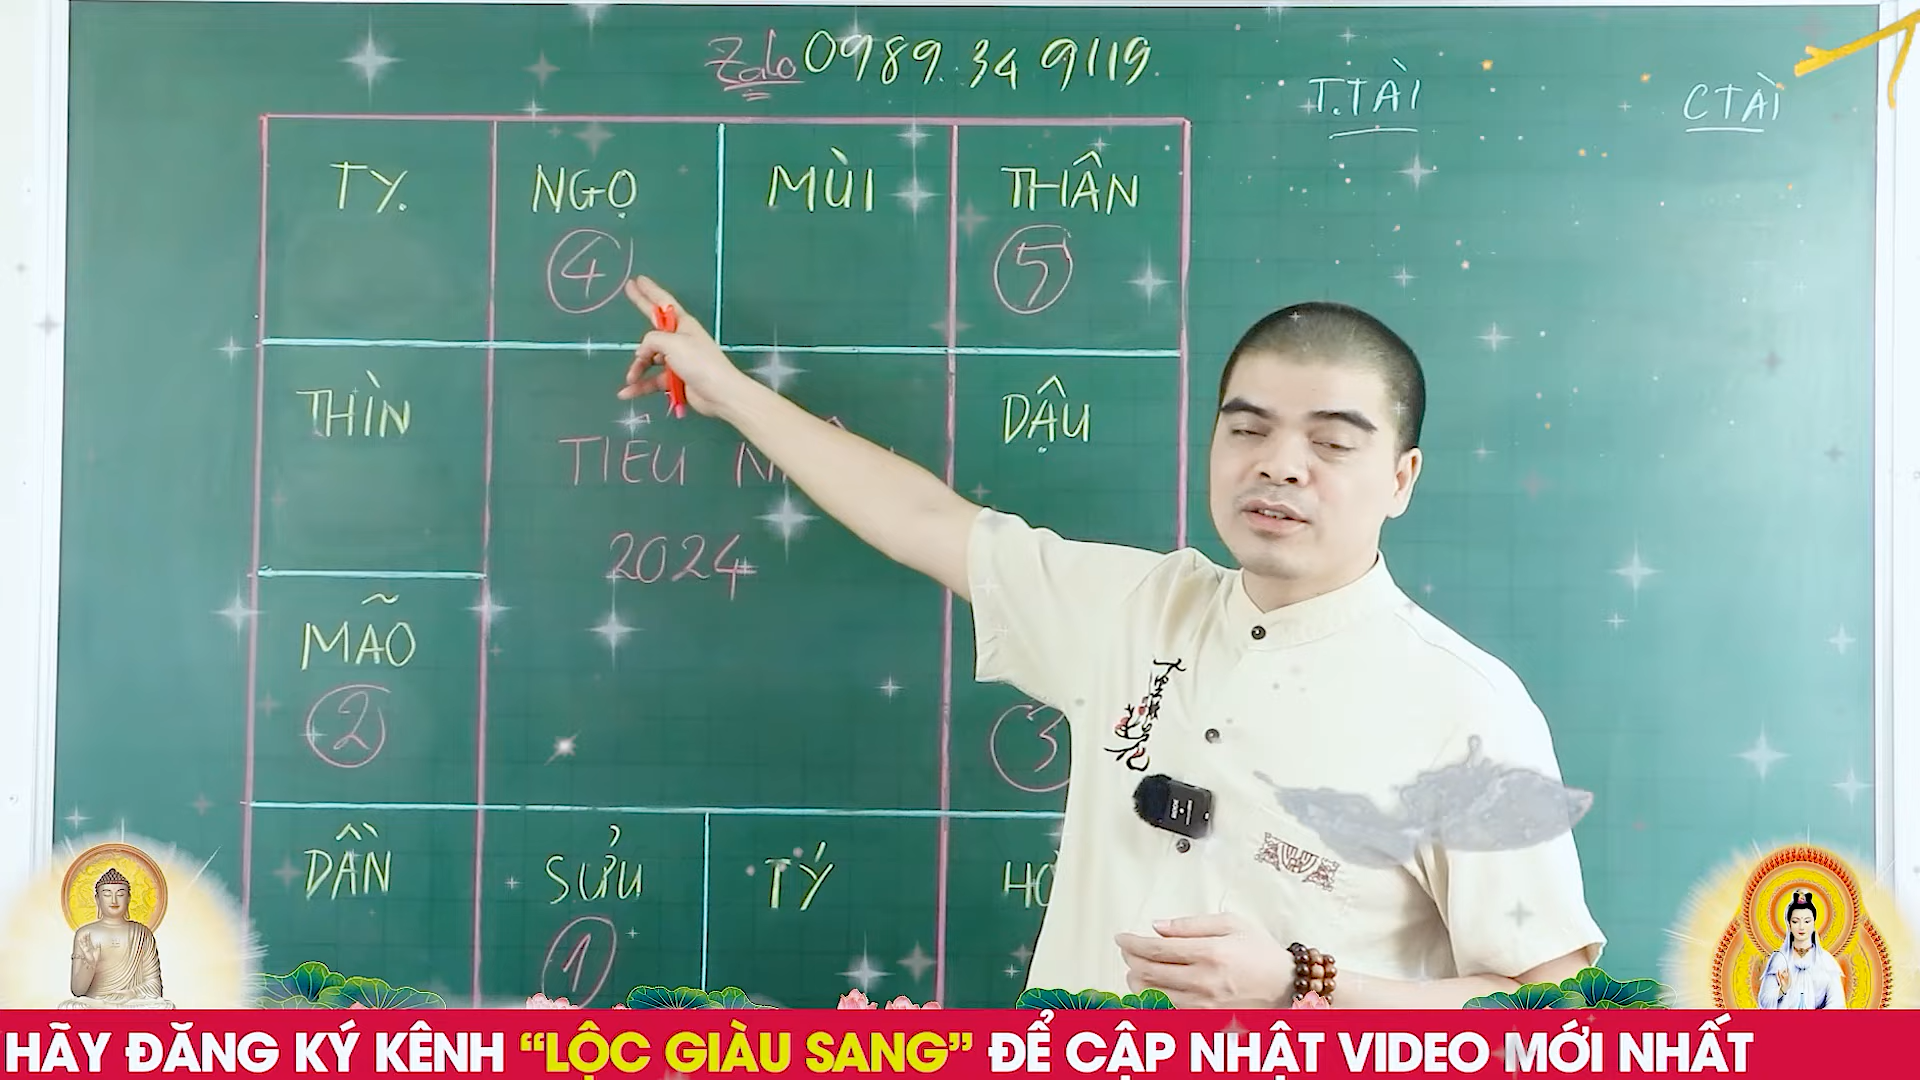 Zalo 0989 34 9119
T.TÀI
CTÀI
TỴ.
NGỌ
MÙI
THÂN
4
5
THÌN
DẬU
TIỂU
2024
MÃO
2
3
DẦN
SỬU
TÝ
1
HÃY ĐĂNG KÝ KÊNH “LỘC GIÀU SANG” ĐỂ CẬP NHẬT VIDEO MỚI NHẤT